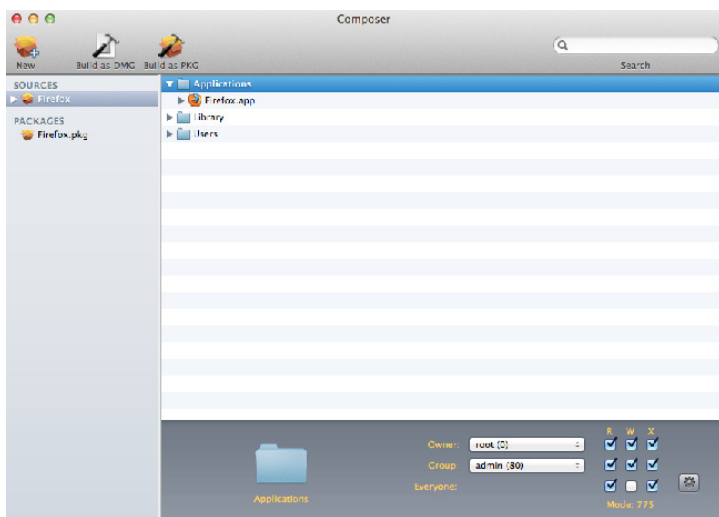 Composer
New Build as DMG Build as PKG Search
SOURCES
Firefox
PACKAGES
Firefox.pkg
Applications
Firefox.app
Library
Users
R W X
Owner: root (0)
Group: admin (80)
Everyone:
Applications
Mode: 775